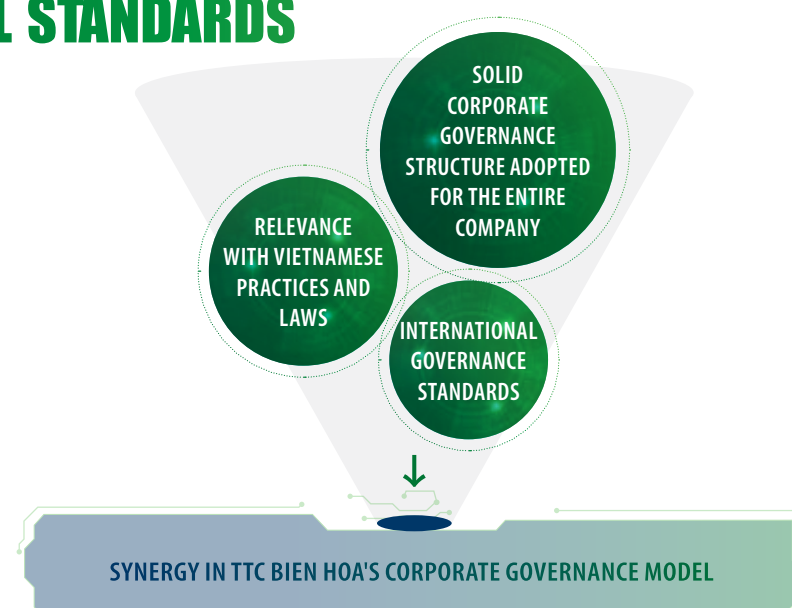 STANDARDS
SOLID
CORPORATE
GOVERNANCE
STRUCTURE ADOPTED
FOR THE ENTIRE
COMPANY
RELEVANCE
WITH VIETNAMESE
PRACTICES AND
LAWS
INTERNATIONAL
GOVERNANCE
STANDARDS
SYNERGY IN TTC BIEN HOA'S CORPORATE GOVERNANCE MODEL